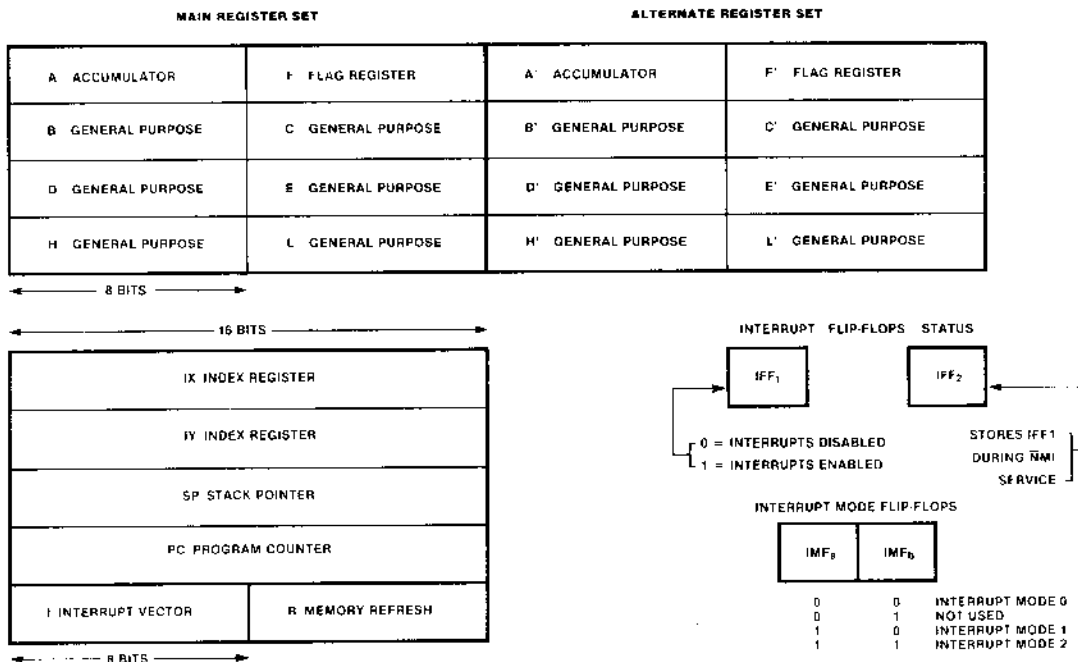 MAIN REGISTER SET
ALTERNATE REGISTER SET
A ACCUMULATOR
F FLAG REGISTER
A' ACCUMULATOR
F' FLAG REGISTER
B GENERAL PURPOSE
C GENERAL PURPOSE
B' GENERAL PURPOSE
C' GENERAL PURPOSE
D GENERAL PURPOSE
E GENERAL PURPOSE
D' GENERAL PURPOSE
E' GENERAL PURPOSE
H GENERAL PURPOSE
L GENERAL PURPOSE
H' GENERAL PURPOSE
L' GENERAL PURPOSE
8 BITS
16 BITS
IX INDEX REGISTER
IY INDEX REGISTER
SP STACK POINTER
PC PROGRAM COUNTER
I INTERRUPT VECTOR
R MEMORY REFRESH
8 BITS
INTERRUPT FLIP-FLOPS STATUS
IFF₁
IFF₂
0 = INTERRUPTS DISABLED
1 = INTERRUPTS ENABLED
STORES IFF1
DURING N̅M̅I̅
SERVICE
INTERRUPT MODE FLIP-FLOPS
IMFₐ
IMF_b
0 0 INTERRUPT MODE 0
0 1 NOT USED
1 0 INTERRUPT MODE 1
1 1 INTERRUPT MODE 2